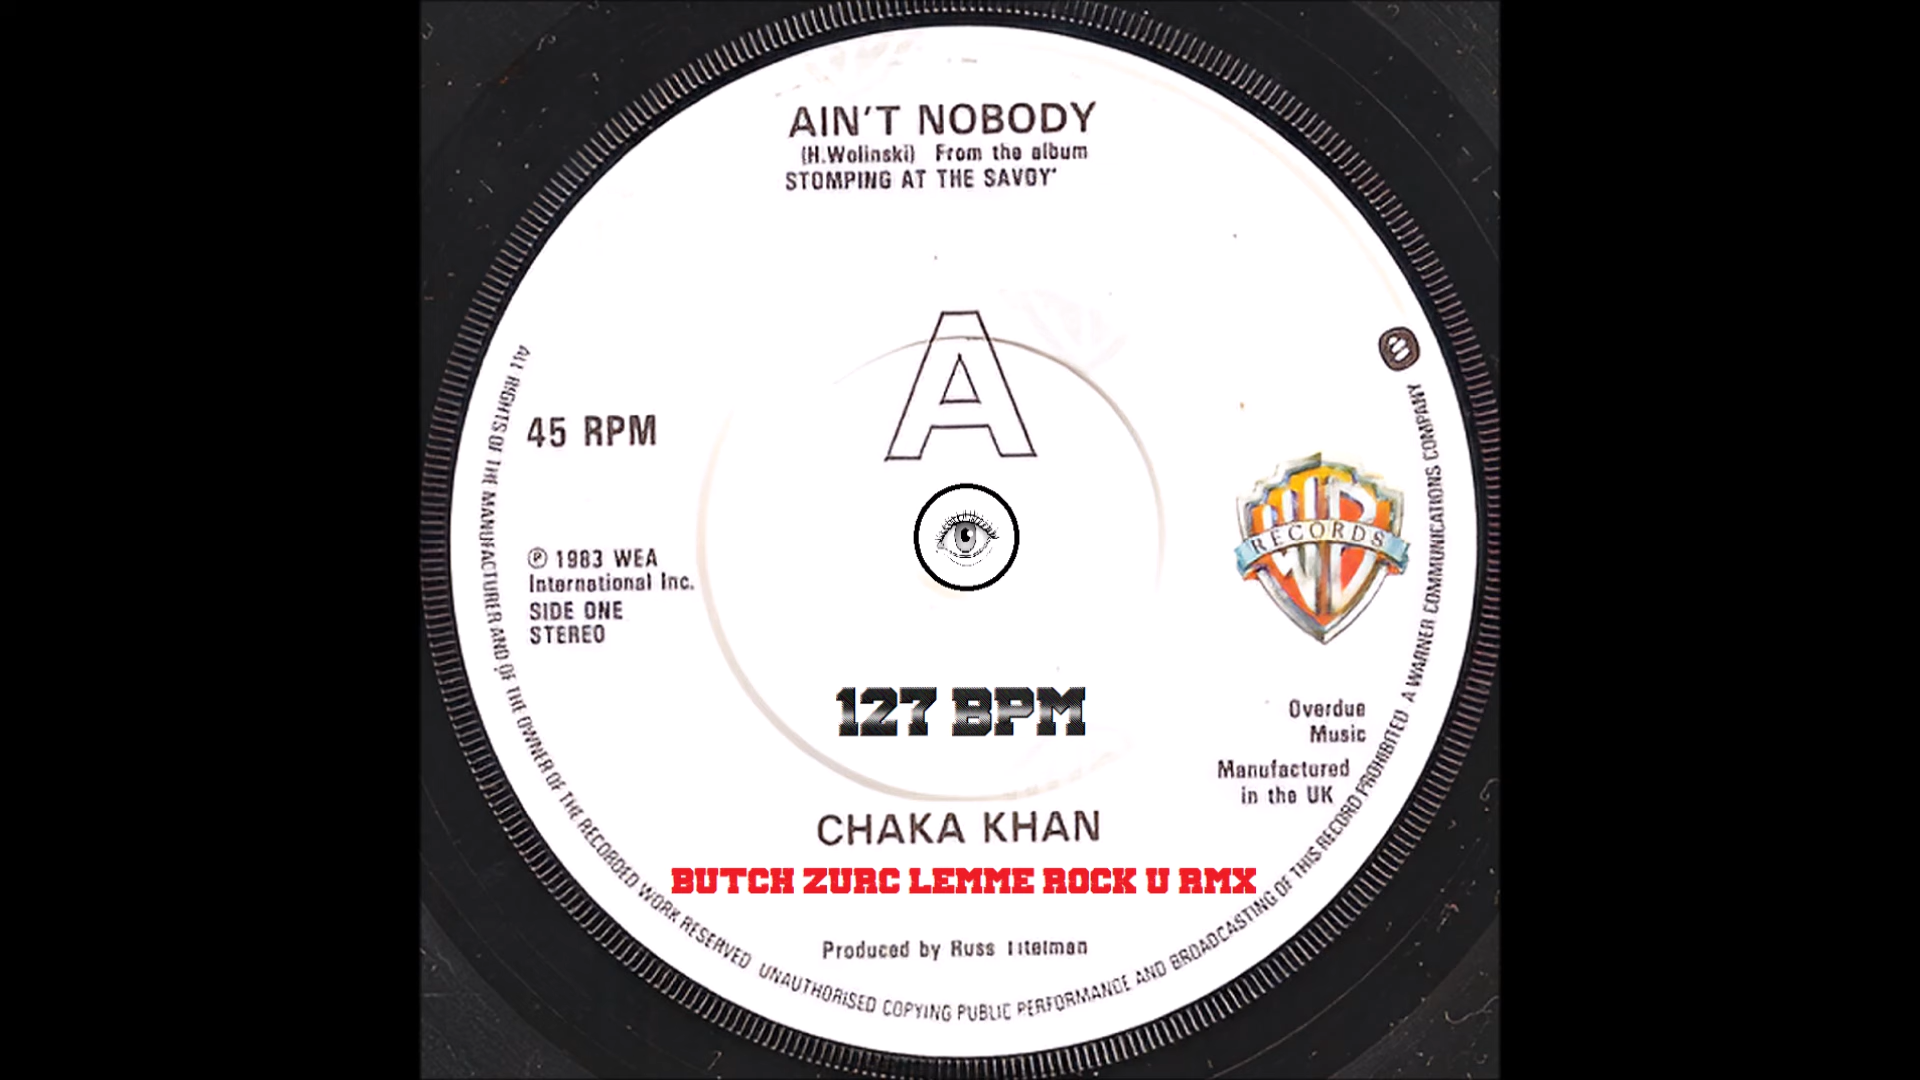 AIN'T NOBODY
(H.Wolinski) From the album
STOMPING AT THE SAVOY'
A
45 RPM
℗ 1983 WEA
International Inc.
SIDE ONE
STEREO
W
WB
RECORDS
127 BPM
Overdue
Music
Manufactured
in the UK
CHAKA KHAN
BUTCH ZURC LEMME ROCK U RMX
Produced by Russ Titelman
ALL RIGHTS OF THE MANUFACTURER AND OF THE OWNER OF THE RECORDED WORK RESERVED UNAUTHORISED COPYING PUBLIC PERFORMANCE AND BROADCASTING OF THIS RECORD PROHIBITED A WARNER COMMUNICATIONS COMPANY